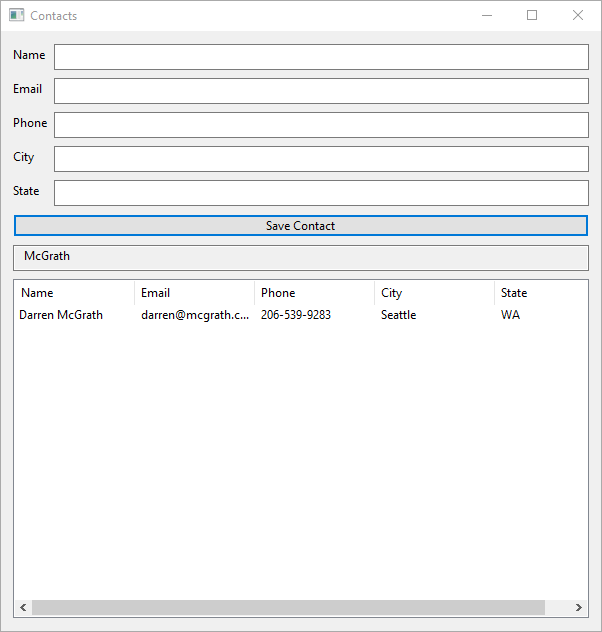 Contacts
Name
Email
Phone
City
State
Save Contact
McGrath
Name Email Phone City State
Darren McGrath darren@mcgrath.c... 206-539-9283 Seattle WA